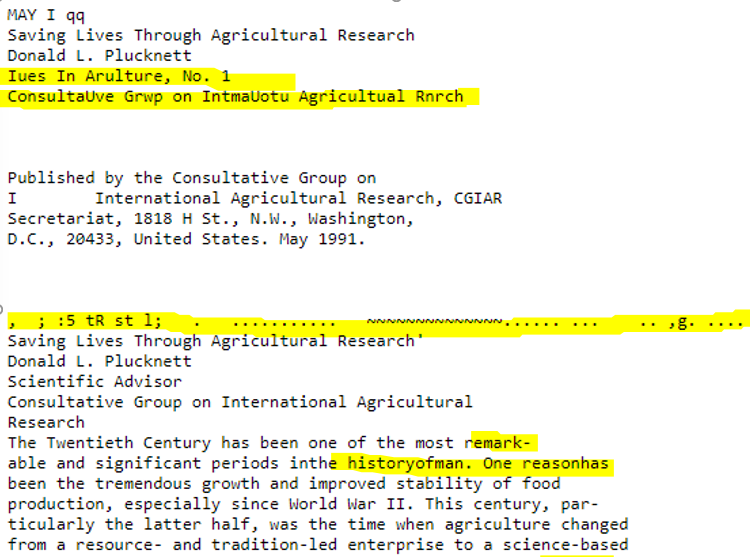 MAY I qq
Saving Lives Through Agricultural Research
Donald L. Plucknett
Iues In Arulture, No. 1
ConsultaUve Grwp on IntmaUotu Agricultual Rnrch
Published by the Consultative Group on
I        International Agricultural Research, CGIAR
Secretariat, 1818 H St., N.W., Washington,
D.C., 20433, United States. May 1991.
,  ; :5 tR st l;    .    ...........    ~~~~~~~~~~~~~~...... ...     .. ,g. ....
Saving Lives Through Agricultural Research'
Donald L. Plucknett
Scientific Advisor
Consultative Group on International Agricultural
Research
The Twentieth Century has been one of the most remark-
able and significant periods inthe historyofman. One reasonhas
been the tremendous growth and improved stability of food
production, especially since World War II. This century, par-
ticularly the latter half, was the time when agriculture changed
from a resource- and tradition-led enterprise to a science-based